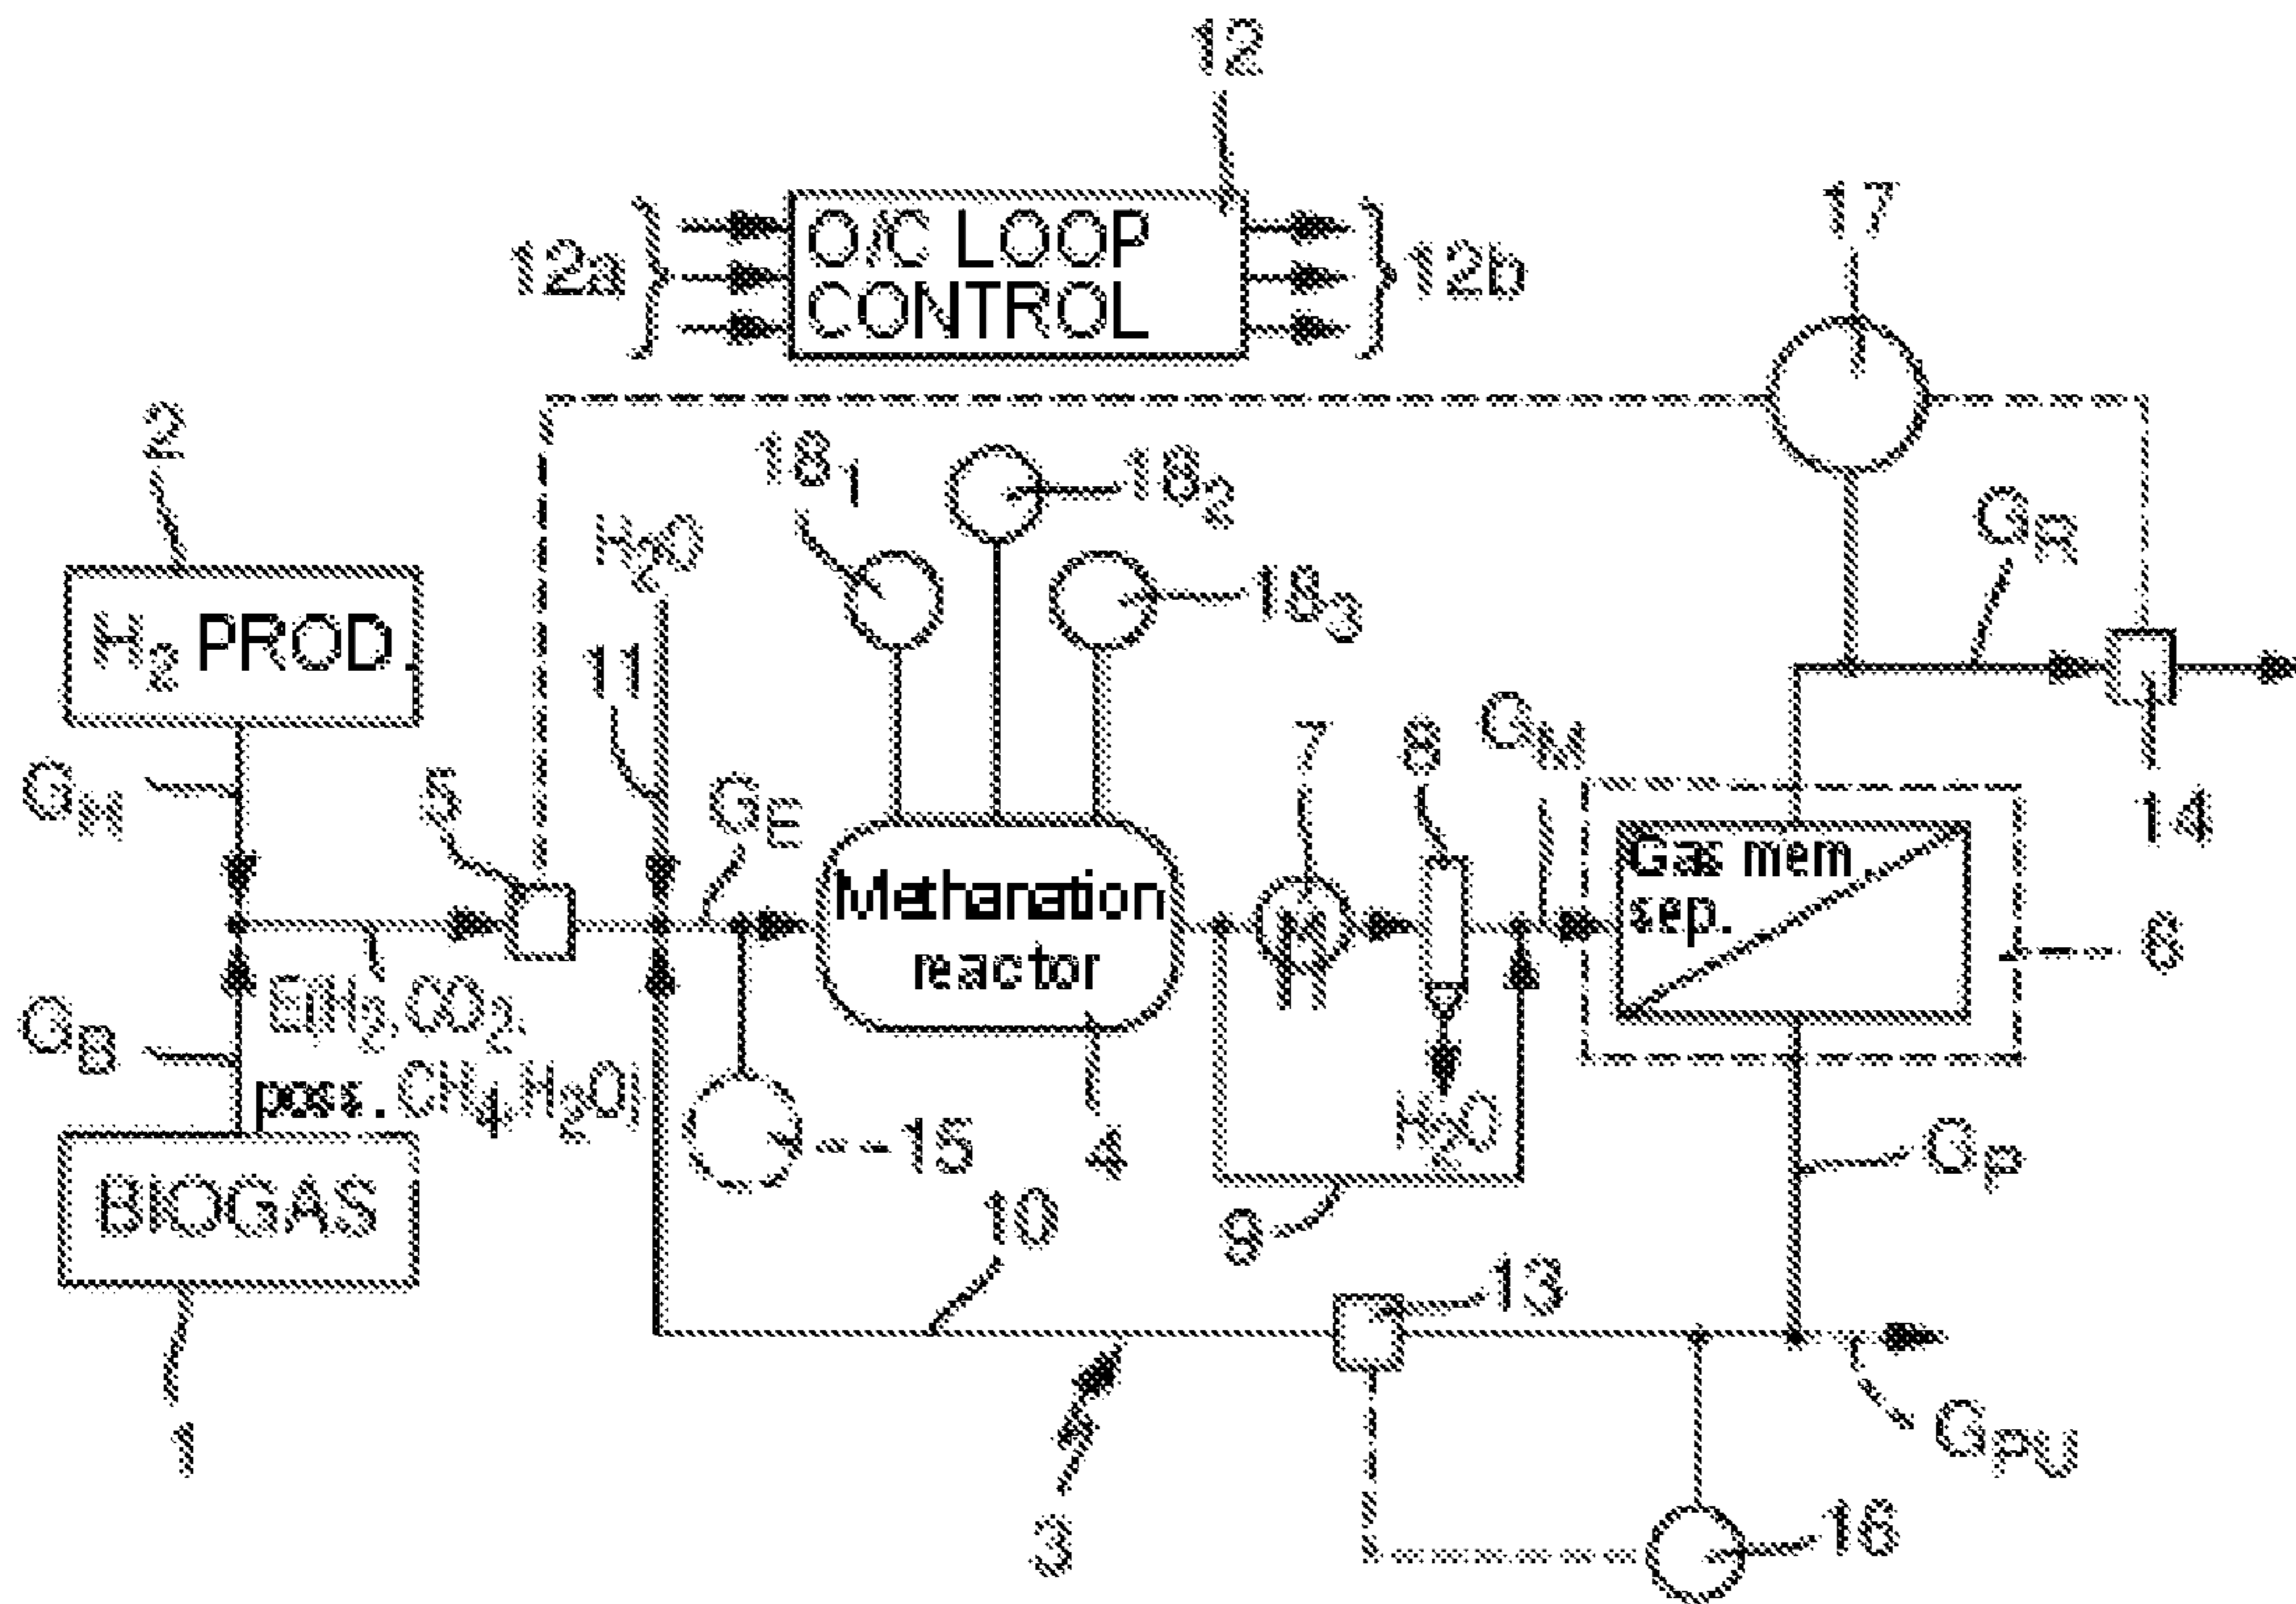 12
O/C LOOP
CONTROL
12a
12b
17
2
18₁
18₂
H₂O
G_R
H₂ PROD.
18₃
11
7
8
G_M
G_H
5
G_E
14
Methanation
reactor
Gas mem.
sep.
6
G_B
E(H₂,CO₂,
poss. CH₄,H₂O)
H₂O
15
4
G_P
BIOGAS
10
9
13
G_PU
1
3
16